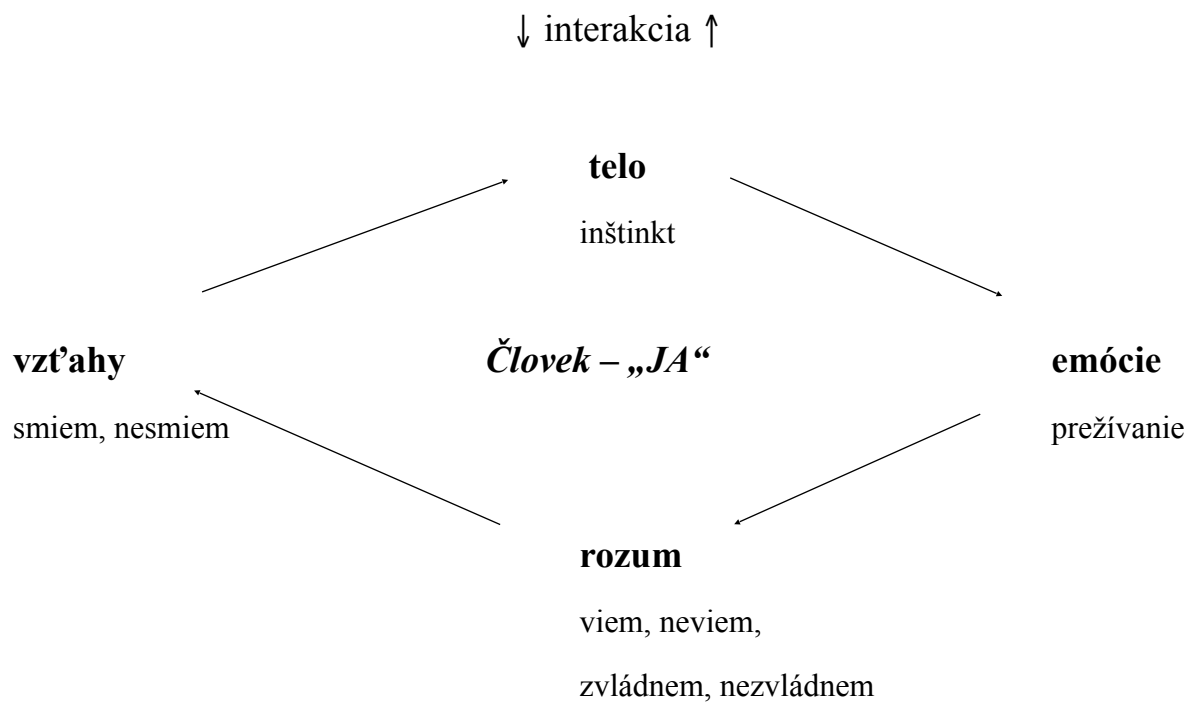 ↓ interakcia ↑
telo
inštinkt
vzťahy
Človek – „JA“
emócie
smiem, nesmiem
prežívanie
rozum
viem, neviem,
zvládnem, nezvládnem